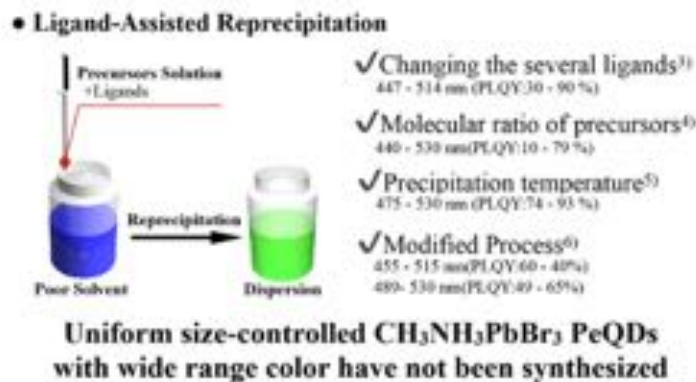 • Ligand-Assisted Reprecipitation
Precursors Solution
+Ligands
Reprecipitation
Poor Solvent
Dispersion
✓Changing the several ligands³⁾
447 - 514 nm (PLQY:30 - 90 %)
✓Molecular ratio of precursors⁴⁾
440 - 530 nm(PLQY:10 - 79 %)
✓Precipitation temperature⁵⁾
475 - 530 nm (PLQY:74 - 93 %)
✓Modified Process⁶⁾
455 - 515 nm(PLQY:60 - 40%)
489- 530 nm(PLQY:49 - 65%)
Uniform size-controlled CH₃NH₃PbBr₃ PeQDs
with wide range color have not been synthesized